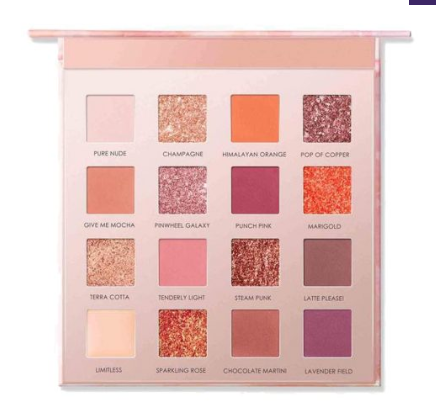 PURE NUDE
CHAMPAGNE
HIMALAYAN ORANGE
POP OF COPPER
GIVE ME MOCHA
PINWHEEL GALAXY
PUNCH PINK
MARIGOLD
TERRA COTTA
TENDERLY LIGHT
STEAM PUNK
LATTE PLEASE!
LIMITLESS
SPARKLING ROSE
CHOCOLATE MARTINI
LAVENDER FIELD